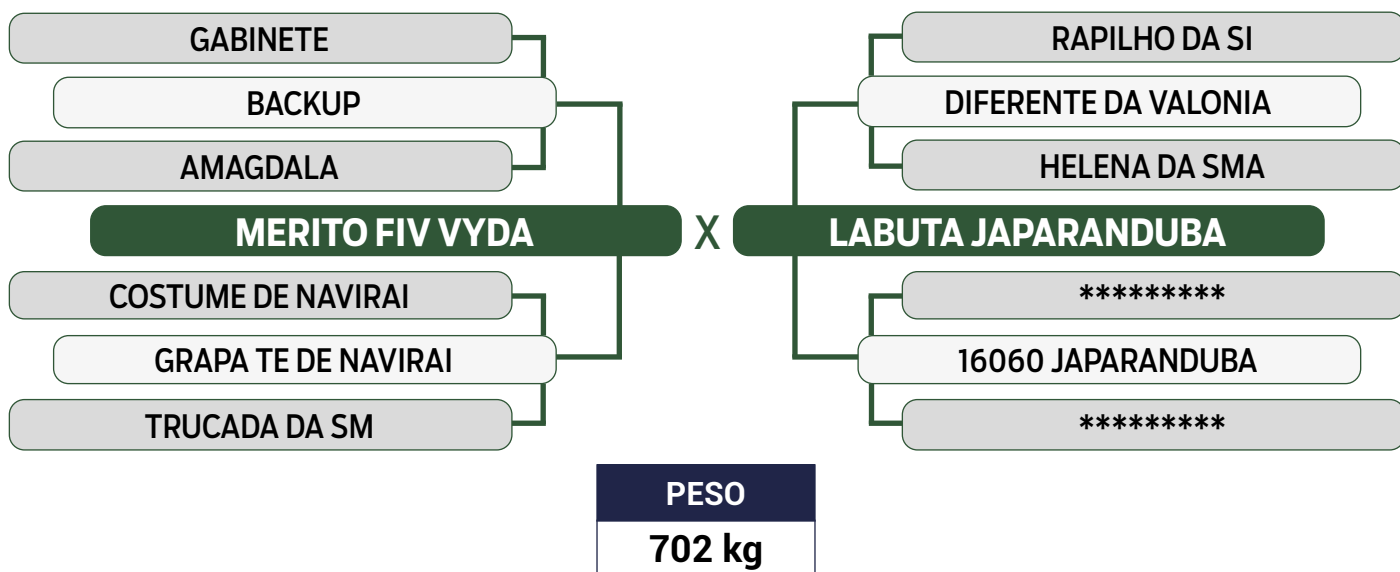 GABINETE
BACKUP
AMAGDALA
MERITO FIV VYDA
COSTUME DE NAVIRAI
GRAPA TE DE NAVIRAI
TRUCADA DA SM
X
RAPILHO DA SI
DIFERENTE DA VALONIA
HELENA DA SMA
LABUTA JAPARANDUBA
*********
16060 JAPARANDUBA
*********
PESO
702 kg